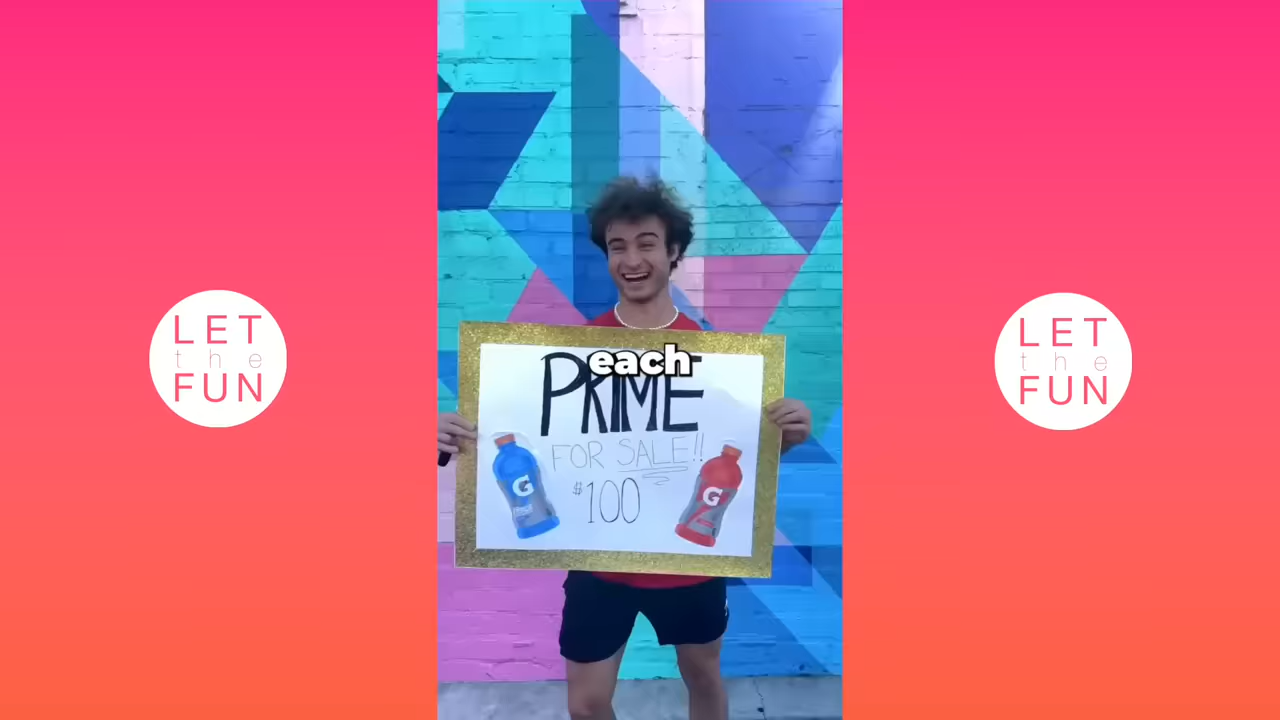 LET
the
FUN
each
PRIME
FOR SALE!!
$100
G
G
LET
the
FUN